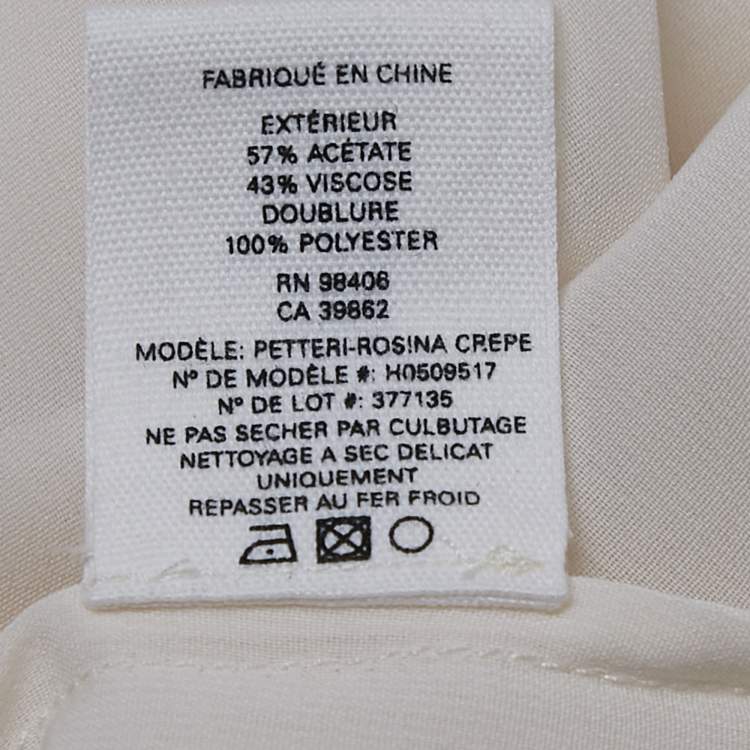 FABRIQUÉ EN CHINE
EXTÉRIEUR
57% ACÉTATE
43% VISCOSE
DOUBLURE
100% POLYESTER
RN 98406
CA 39862
MODÈLE: PETTERI-ROSINA CREPE
Nº DE MODÈLE #: H0509517
Nº DE LOT #: 377135
NE PAS SECHER PAR CULBUTAGE
NETTOYAGE A SEC DELICAT
UNIQUEMENT
REPASSER AU FER FROID